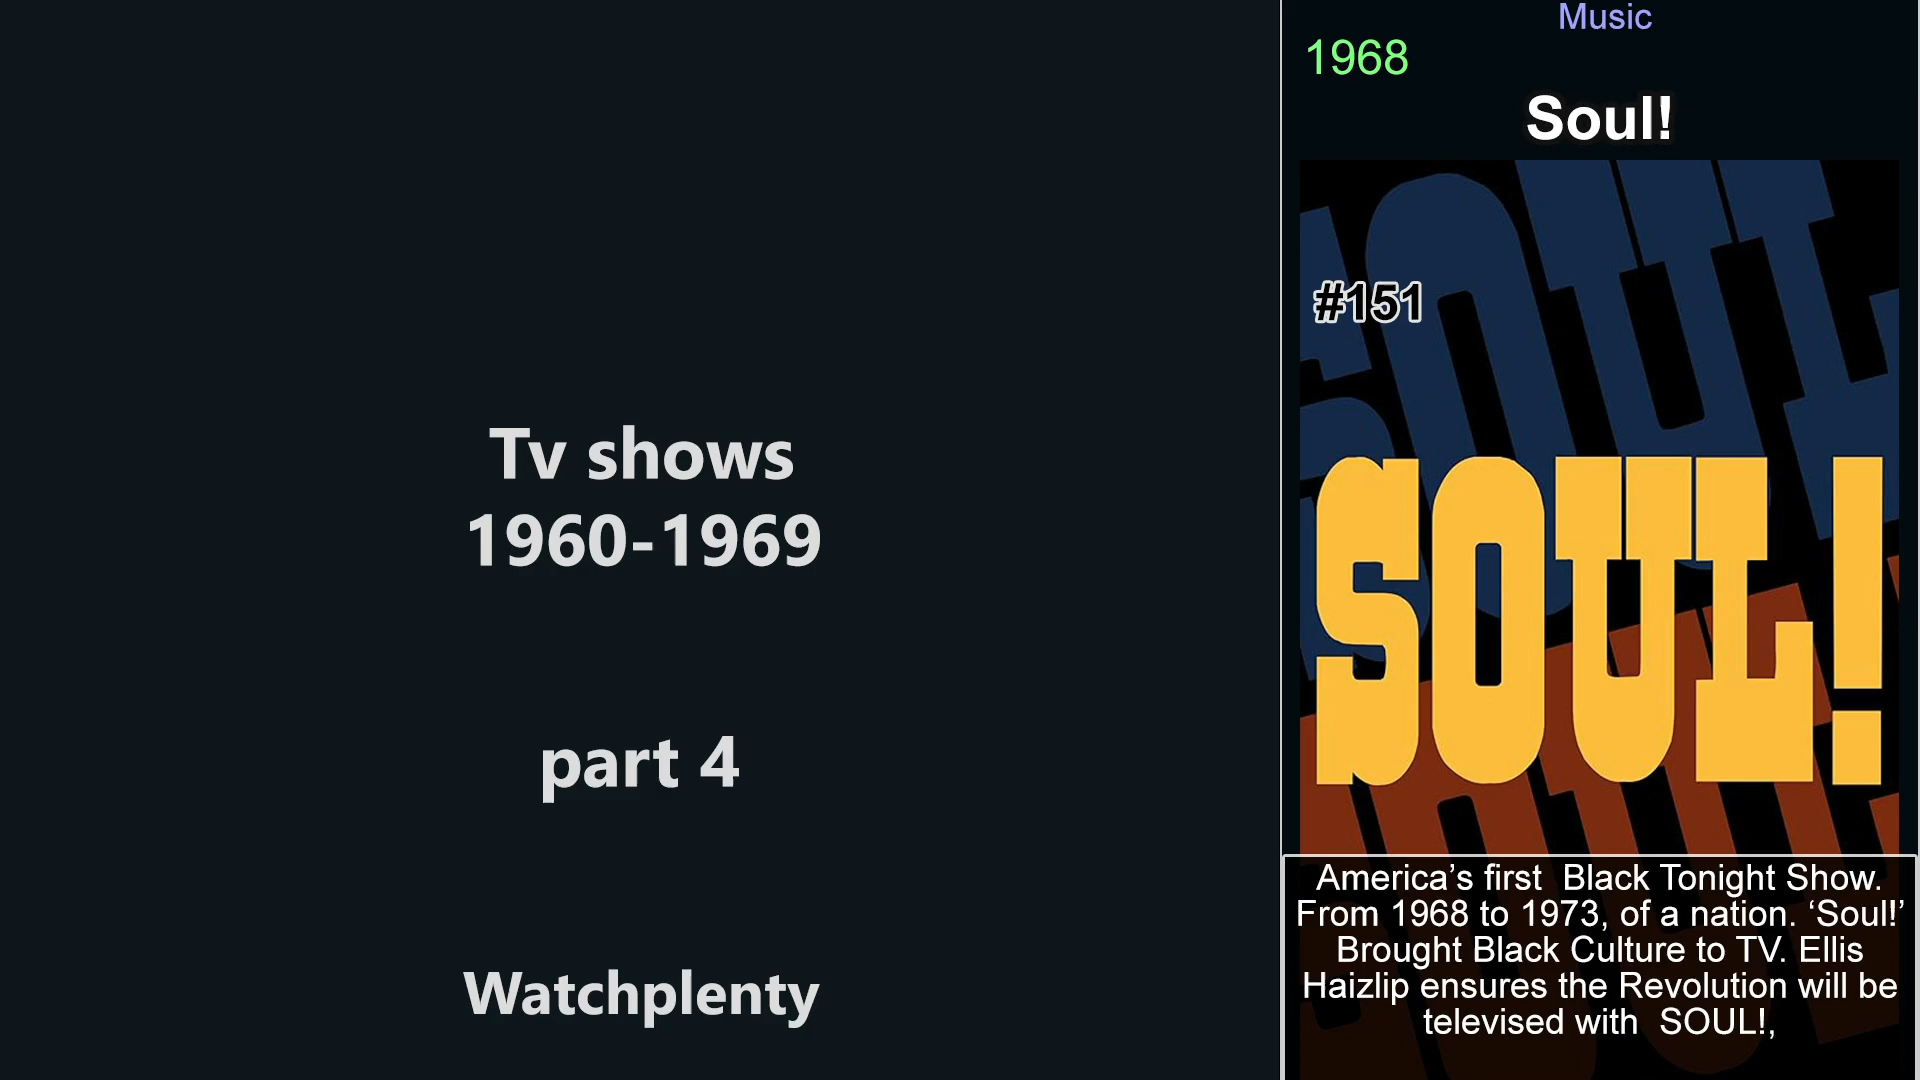 Tv shows
1960-1969
part 4
Watchplenty
Music
1968
Soul!
#151
SOUL!
America’s first  Black Tonight Show.
From 1968 to 1973, of a nation. ‘Soul!’
Brought Black Culture to TV. Ellis
Haizlip ensures the Revolution will be
televised with  SOUL!,